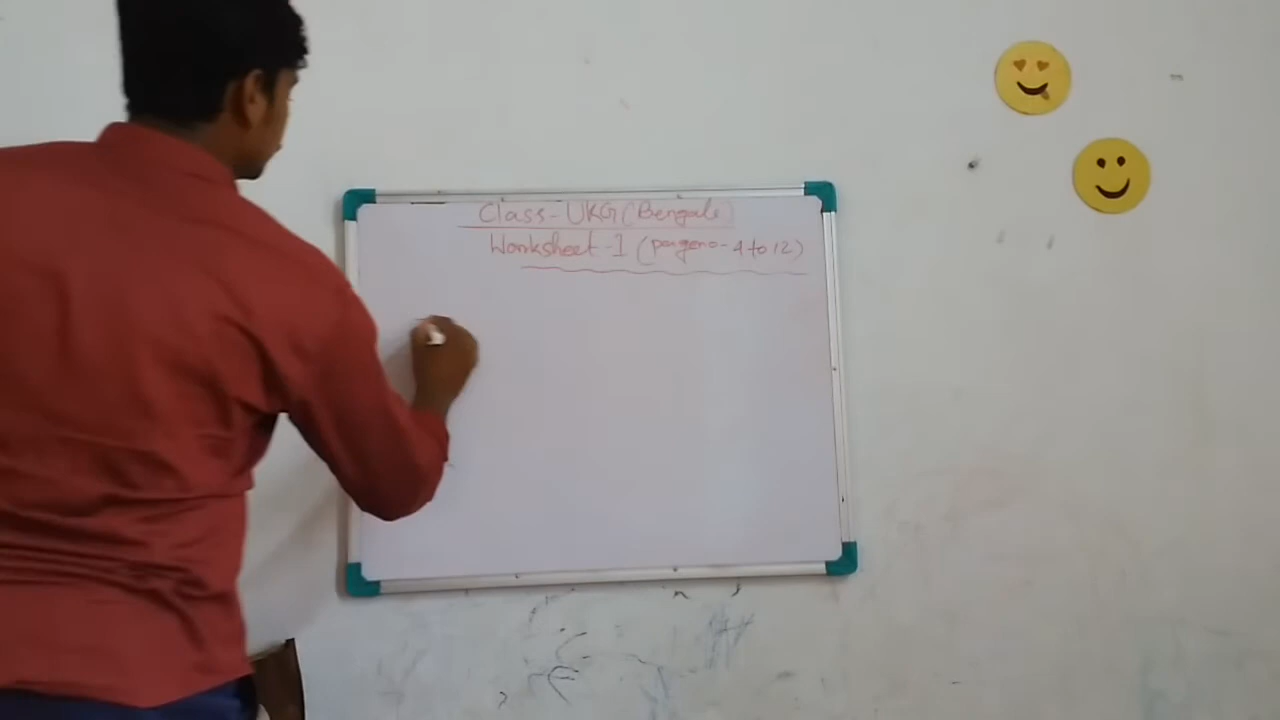 Class - UKG (Bengali)
Worksheet - 1 (page no - 4 to 12)